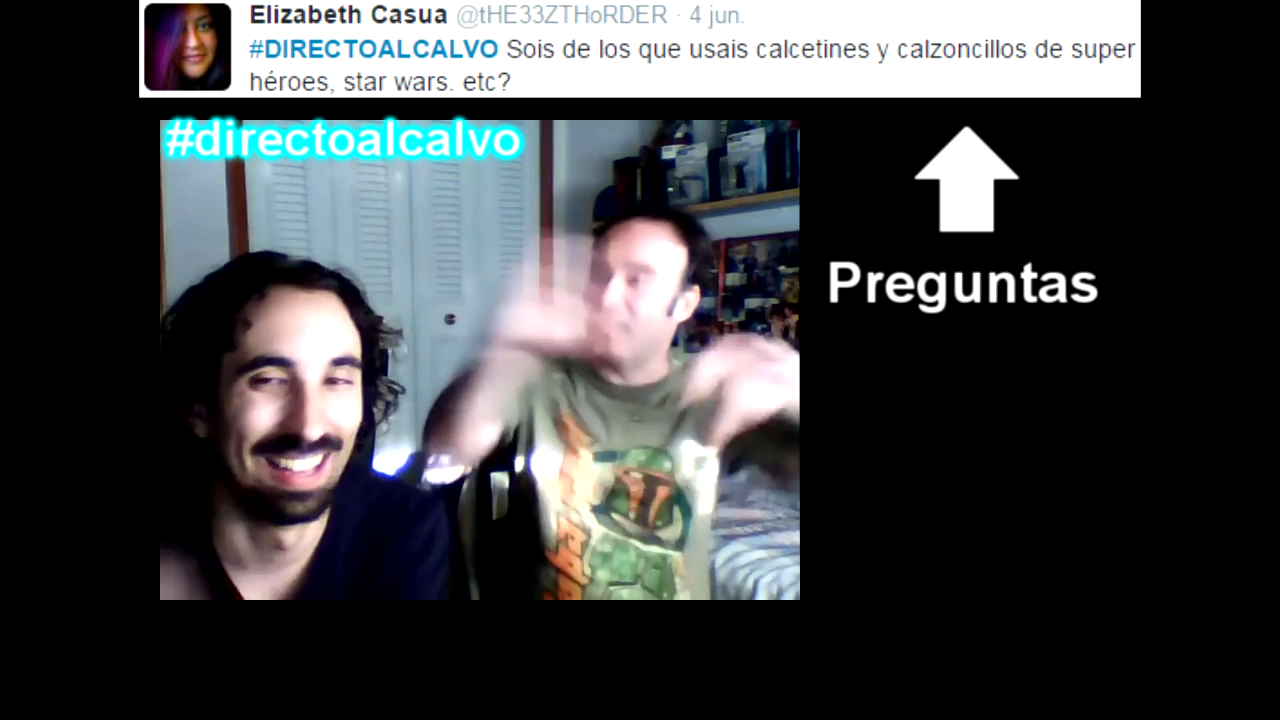 Elizabeth Casua @tHE33ZTHoRDER · 4 jun.
#DIRECTOALCALVO Sois de los que usais calcetines y calzoncillos de super
héroes, star wars. etc?
#directoalcalvo
Preguntas